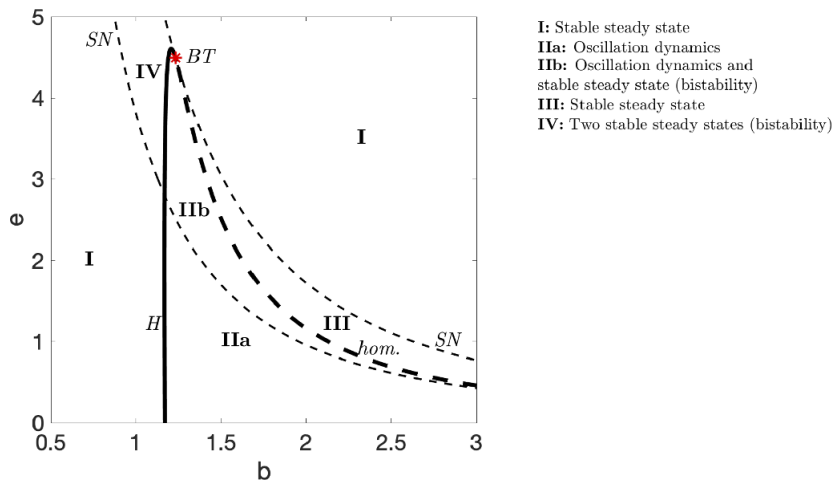 5
4
3
2
1
0
e
0.5
1
1.5
2
2.5
3
b
SN
IV
BT
I
IIb
I
H
IIa
III
hom.
SN
I: Stable steady state
IIa: Oscillation dynamics
IIb: Oscillation dynamics and
stable steady state (bistability)
III: Stable steady state
IV: Two stable steady states (bistability)